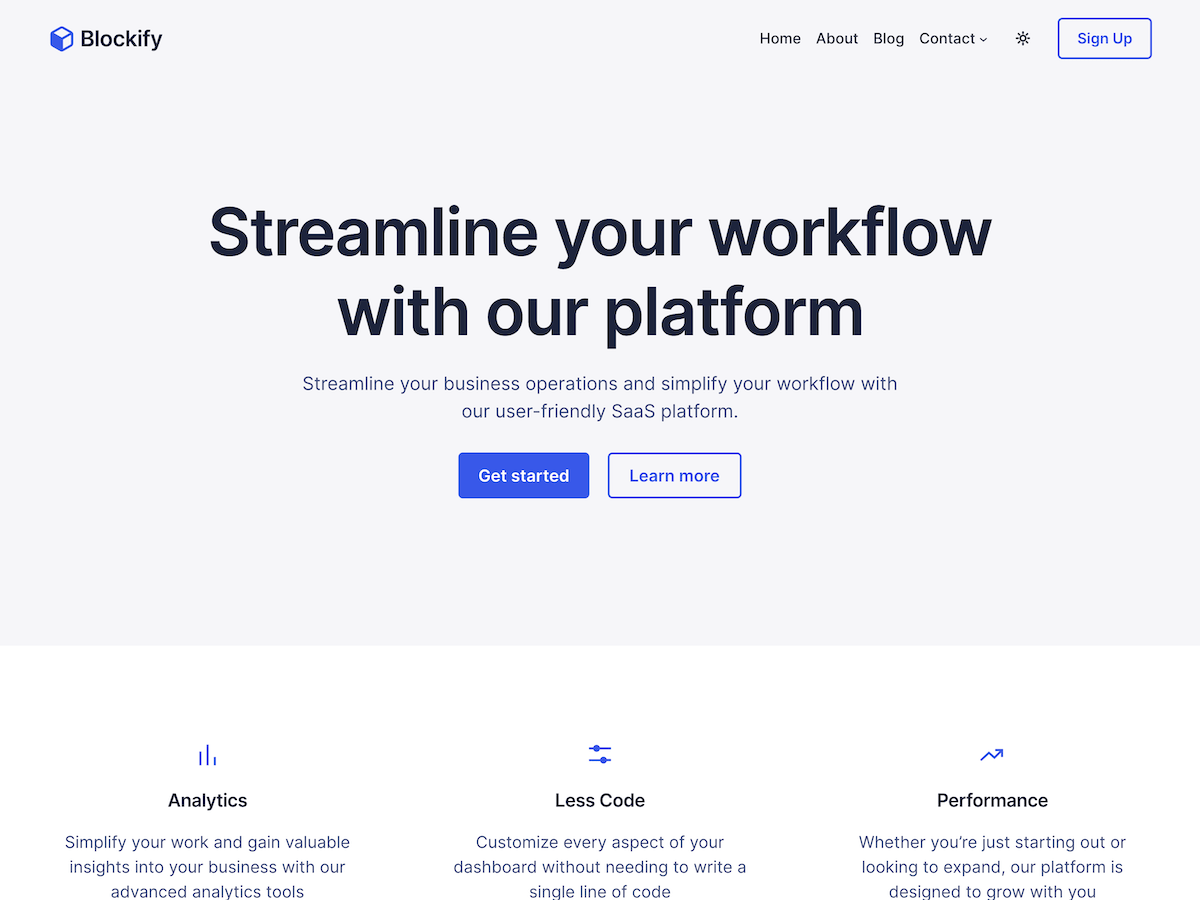 Blockify
Home About Blog Contact
Sign Up
Streamline your workflow
with our platform
Streamline your business operations and simplify your workflow with
our user-friendly SaaS platform.
Get started
Learn more
Analytics
Simplify your work and gain valuable
insights into your business with our
advanced analytics tools
Less Code
Customize every aspect of your
dashboard without needing to write a
single line of code
Performance
Whether you’re just starting out or
looking to expand, our platform is
designed to grow with you